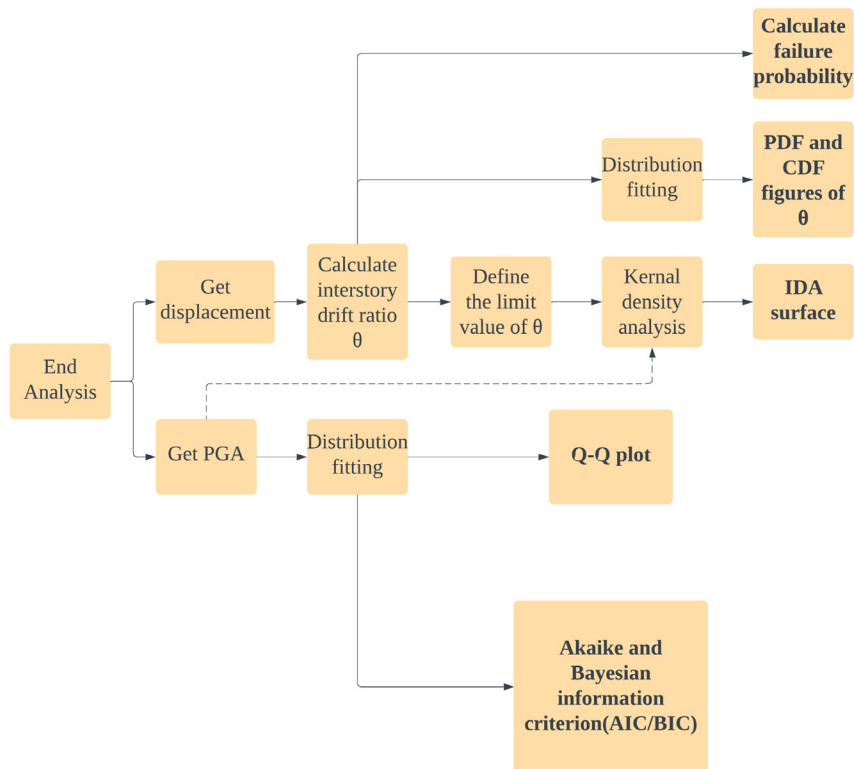 Calculate
failure
probability
Distribution
fitting
PDF and
CDF
figures of
θ
Get
displacement
Calculate
interstory
drift ratio
θ
Define
the limit
value of θ
Kernal
density
analysis
IDA
surface
End
Analysis
Get PGA
Distribution
fitting
Q-Q plot
Akaike and
Bayesian
information
criterion(AIC/BIC)